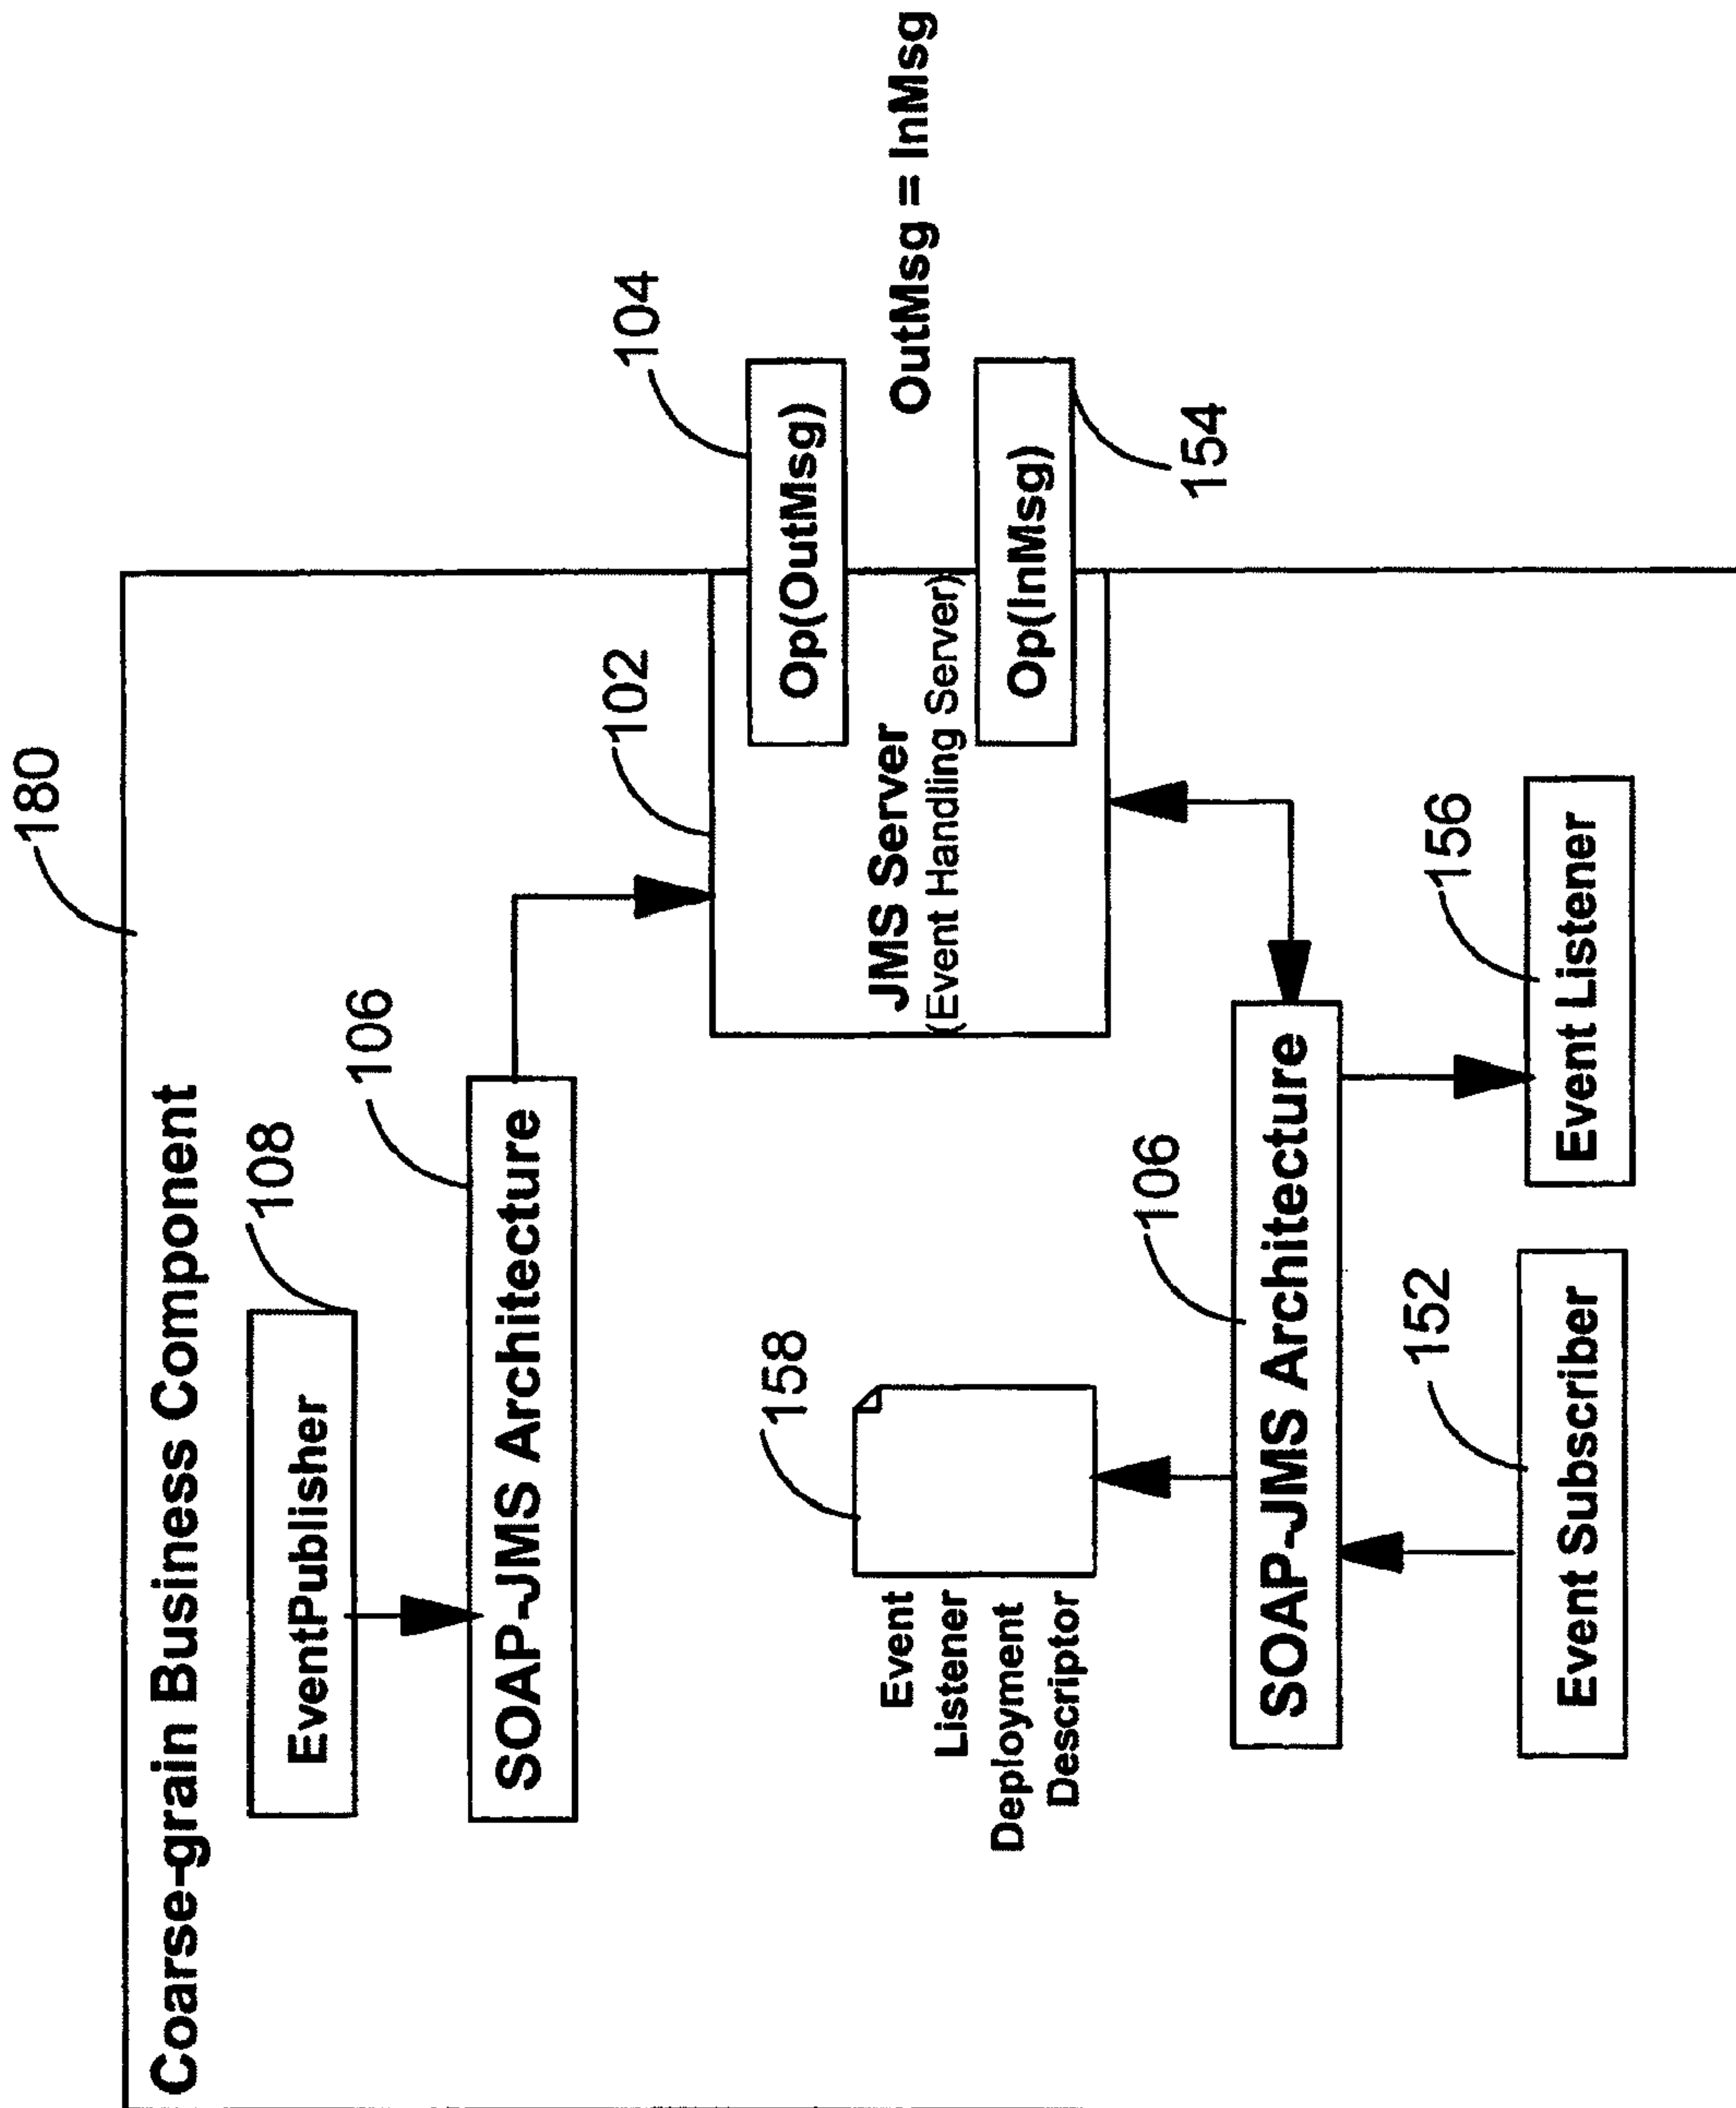 180
Coarse-grain Business Component
108
EventPublisher
106
SOAP-JMS Architecture
102
104
Op(OutMsg)
JMS Server
(Event Handling Server)
OutMsg = InMsg
Op(InMsg)
154
158
Event
Listener
Deployment
Descriptor
106
SOAP-JMS Architecture
152
Event Subscriber
156
Event Listener